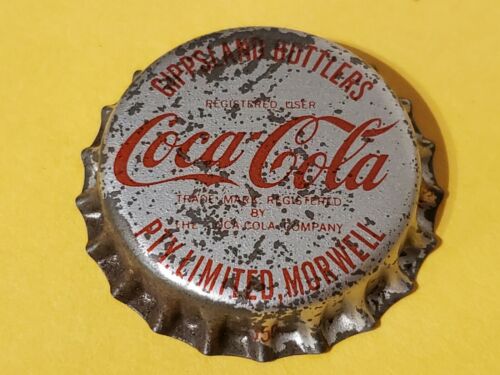 GIPPSLAND BOTTLERS
REGISTERED USER
Coca-Cola
TRADE MARK REGISTERED
BY
THE COCA COLA COMPANY
PTY. LIMITED, MORWELL